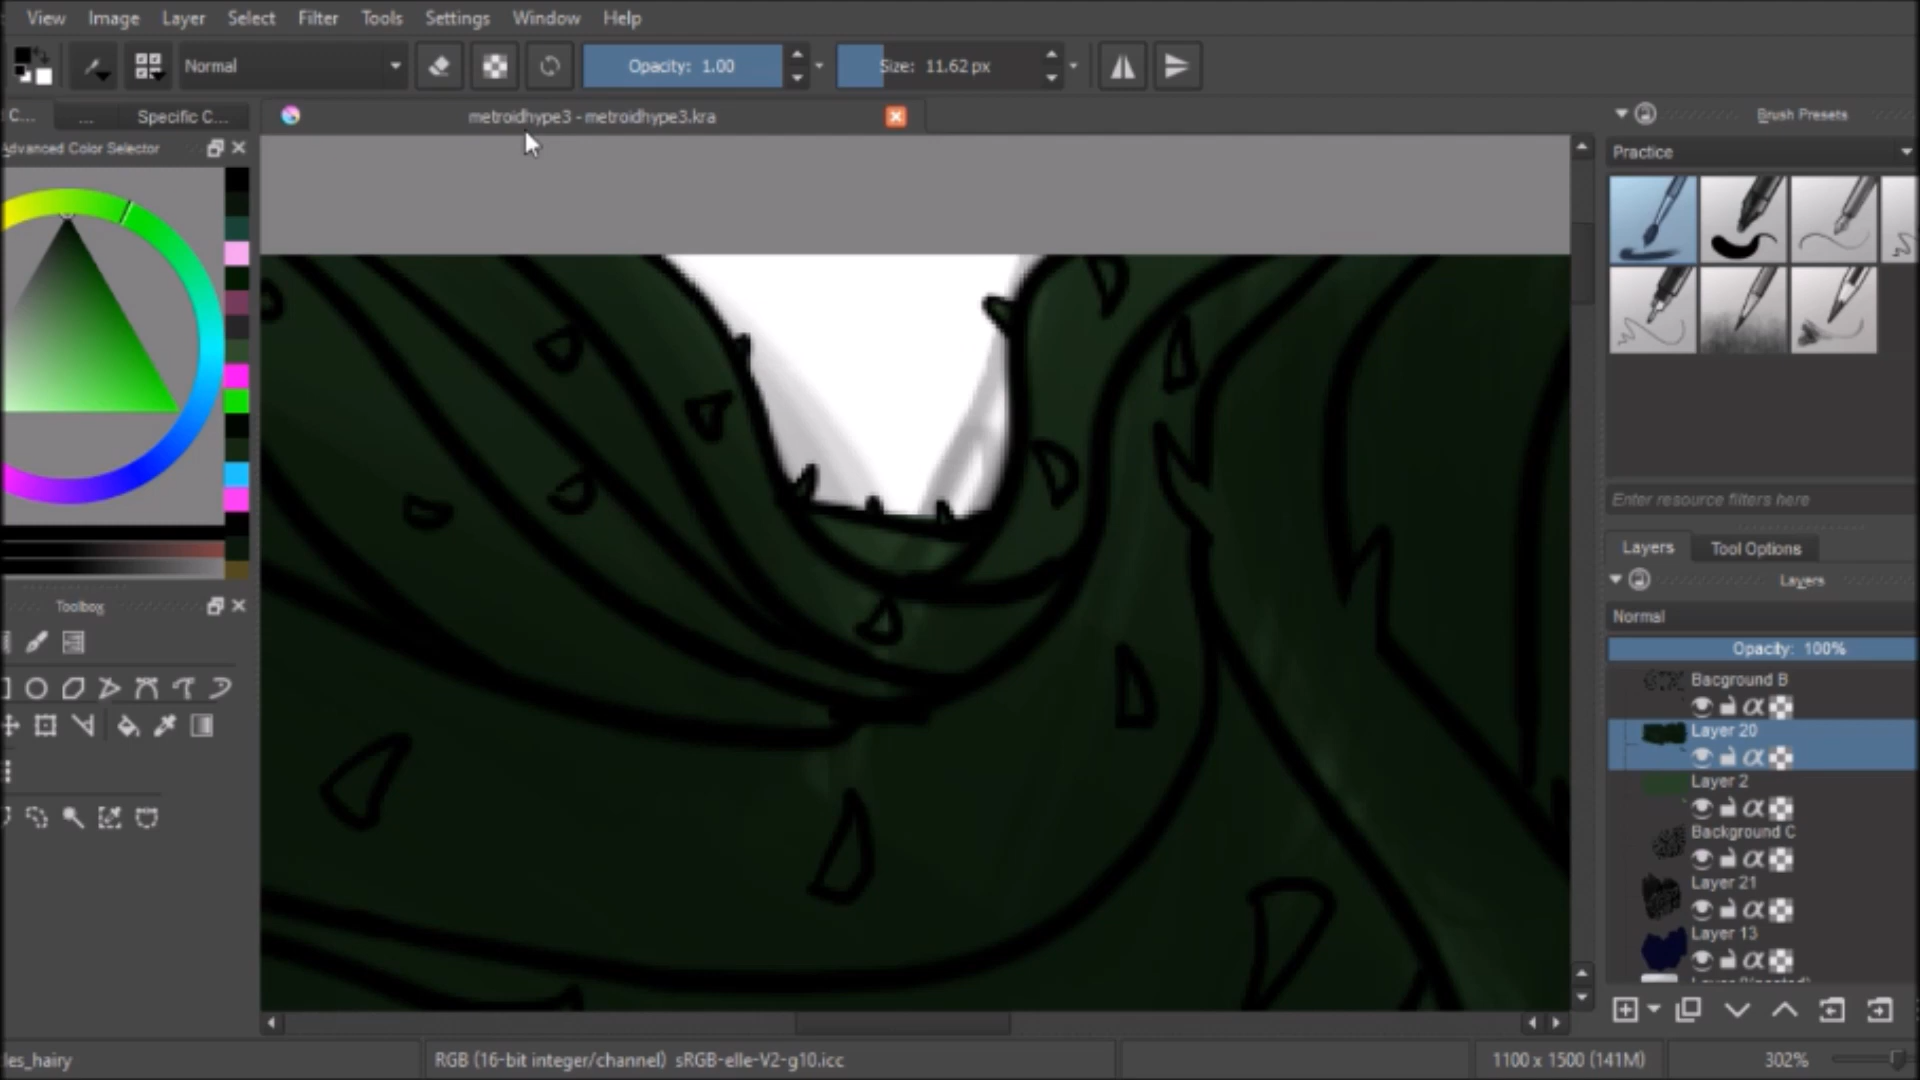 View Image Layer Select Filter Tools Settings Window Help
Normal Opacity: 1.00 Size: 11.62 px
C... ... Specific C... metroidhype3 - metroidhype3.kra Brush Presets
Advanced Color Selector
Practice
Enter resource filters here
Layers Tool Options
Layers
Toolbox
Normal
Opacity: 100%
Bacground B
α
Layer 20
α
Layer 2
α
Background C
α
Layer 21
α
Layer 13
α
les_hairy RGB (16-bit integer/channel) sRGB-elle-V2-g10.icc 1100 x 1500 (141M) 302%